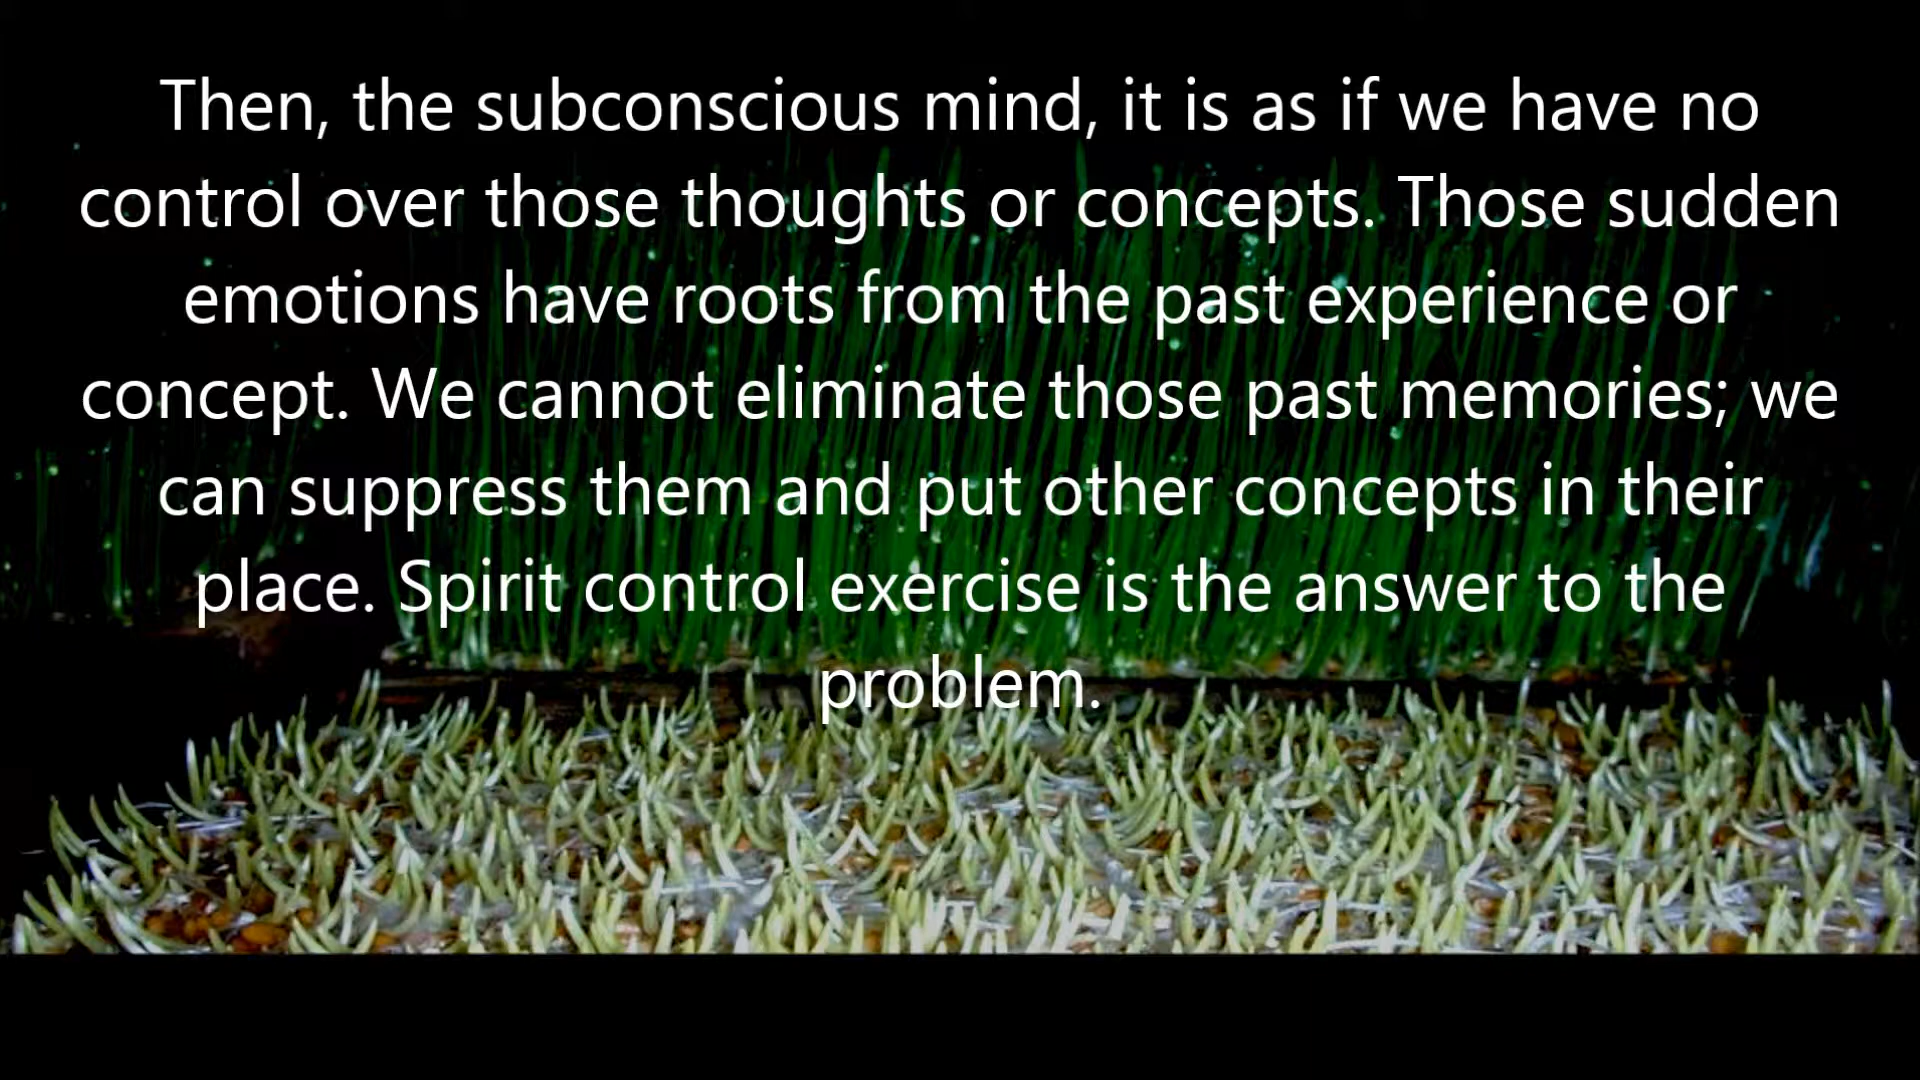 Then, the subconscious mind, it is as if we have no
control over those thoughts or concepts. Those sudden
emotions have roots from the past experience or
concept. We cannot eliminate those past memories; we
can suppress them and put other concepts in their
place. Spirit control exercise is the answer to the
problem.